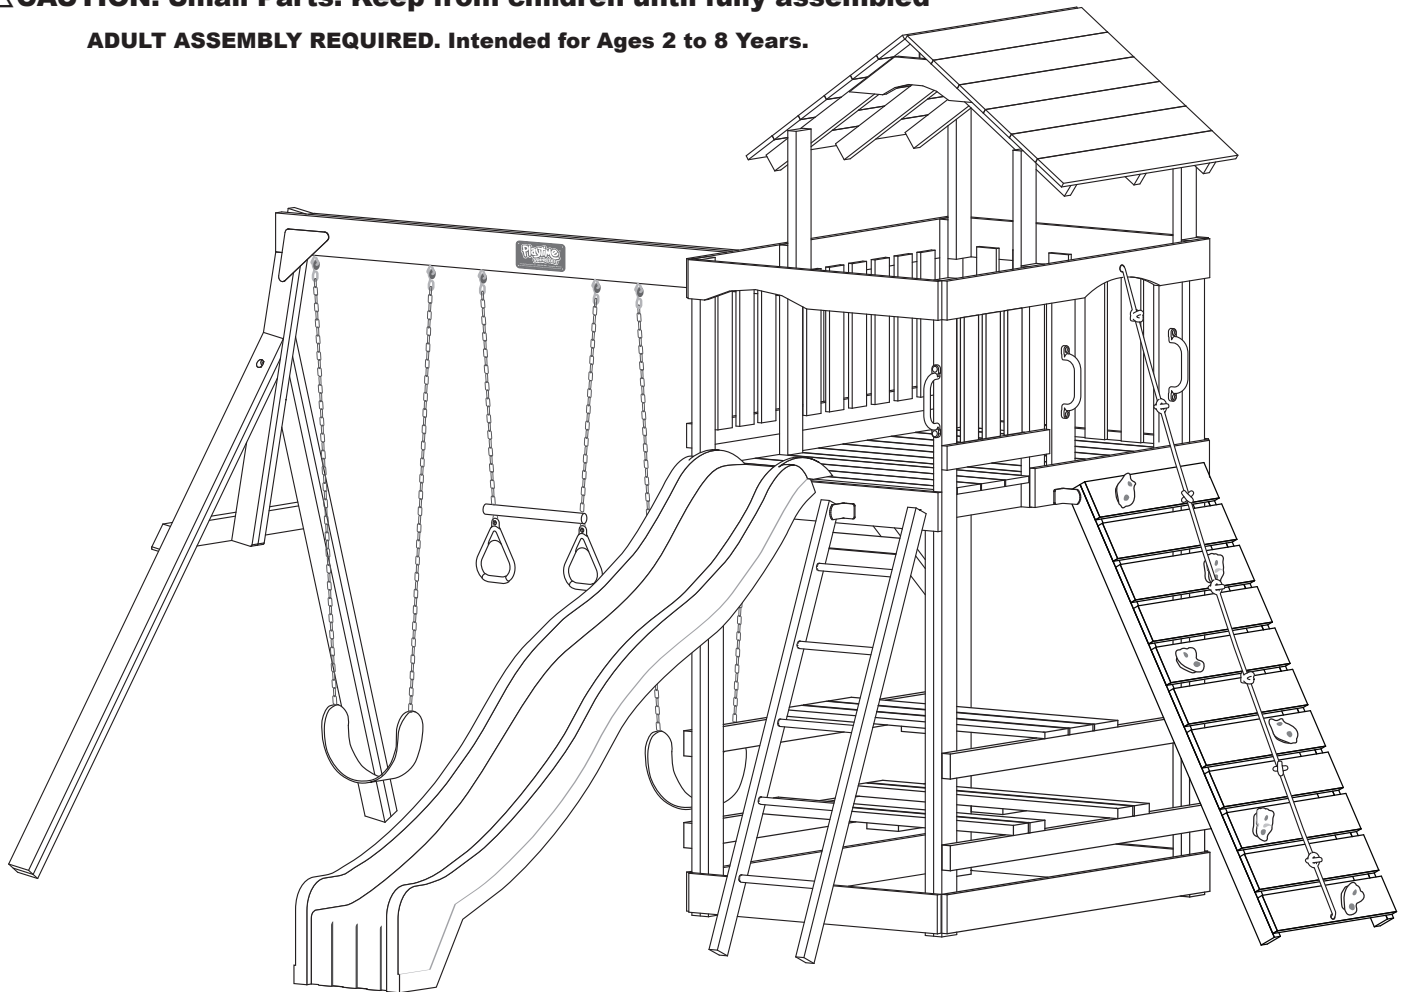 ⚠CAUTION: Small Parts. Keep from children until fully assembled
ADULT ASSEMBLY REQUIRED. Intended for Ages 2 to 8 Years.
Playtime